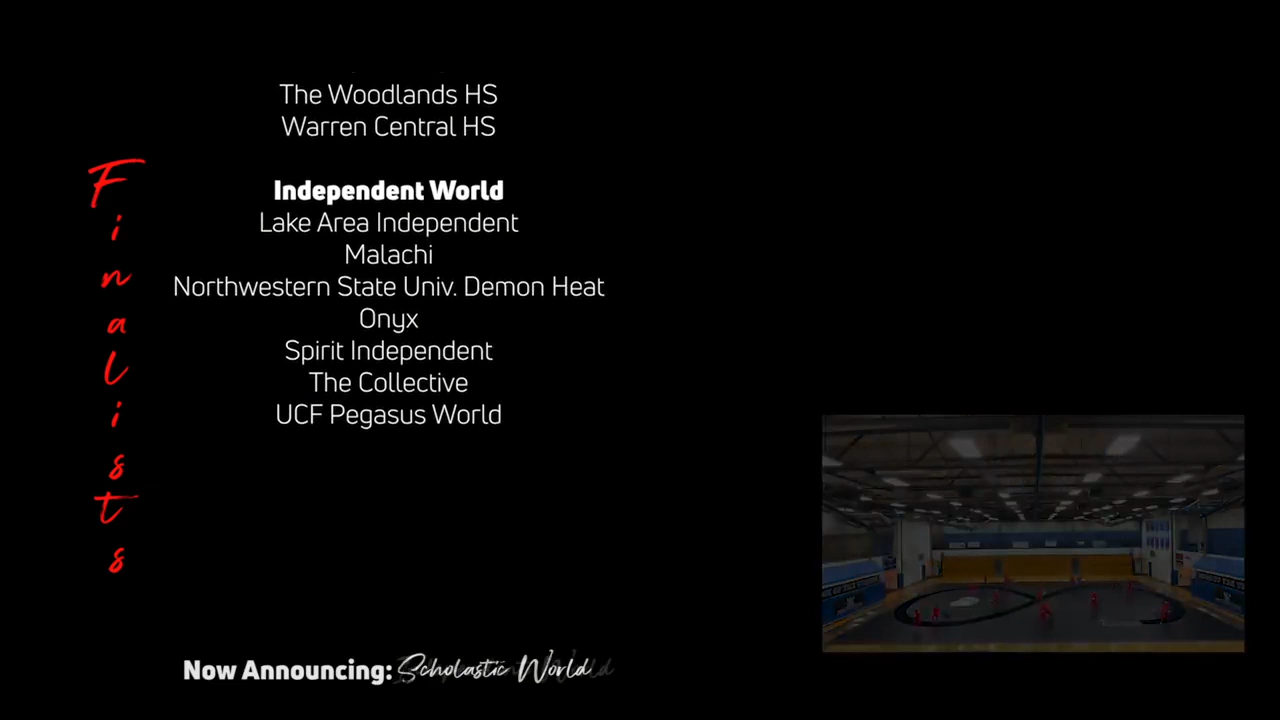 The Woodlands HS
Warren Central HS
Finalists
Independent World
Lake Area Independent
Malachi
Northwestern State Univ. Demon Heat
Onyx
Spirit Independent
The Collective
UCF Pegasus World
Now Announcing: Scholastic World